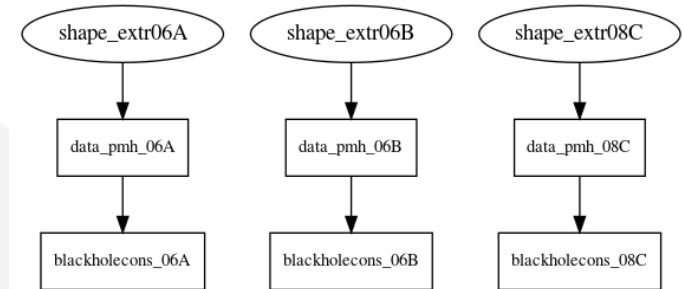 shape_extr06A shape_extr06B shape_extr08C
data_pmh_06A data_pmh_06B data_pmh_08C
blackholecons_06A blackholecons_06B blackholecons_08C